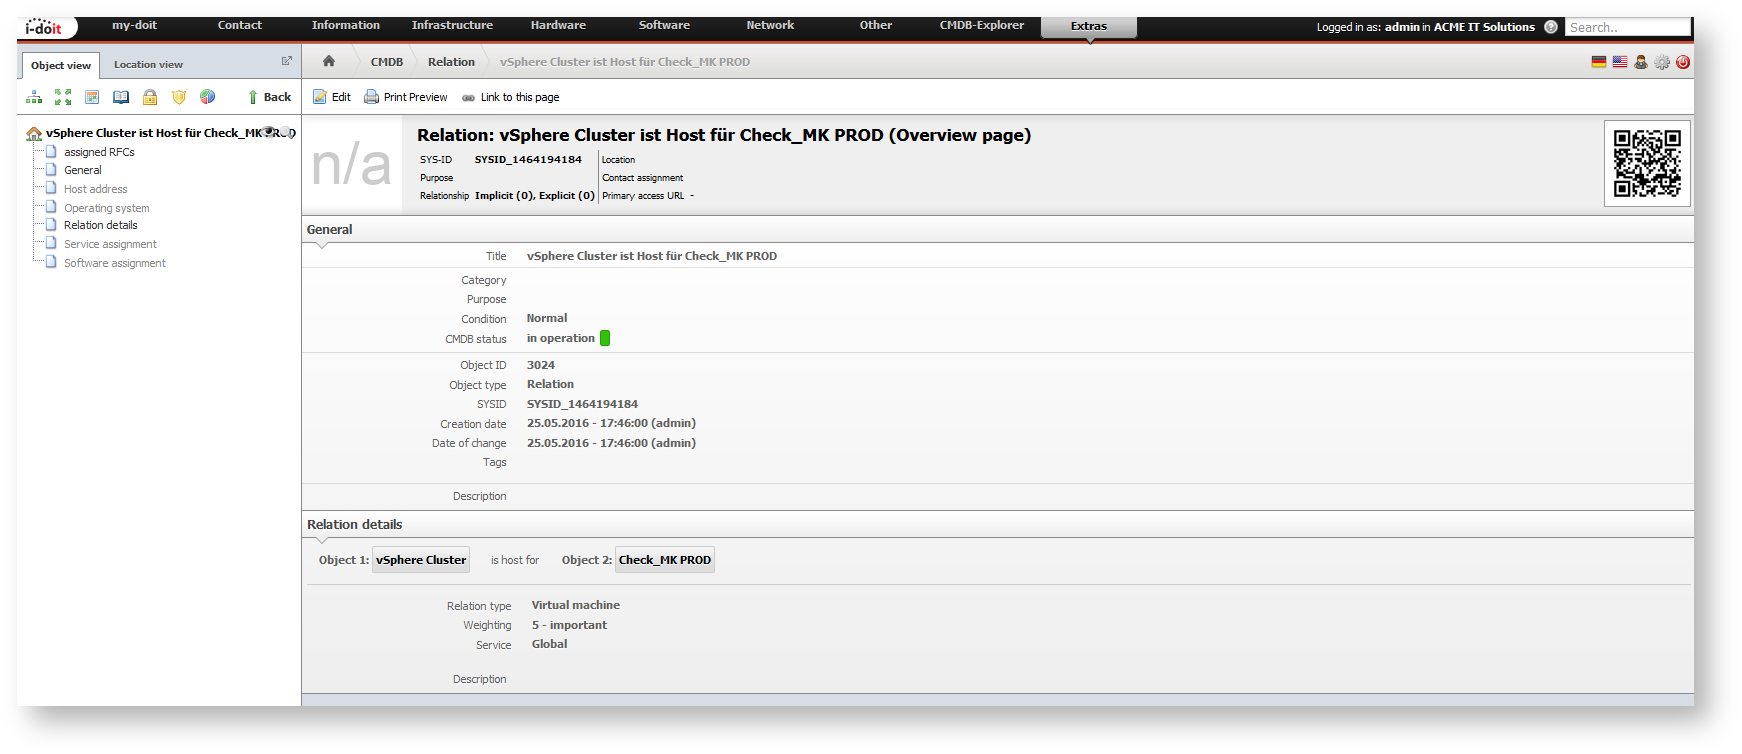 i-doit my-doit Contact Information Infrastructure Hardware Software Network Other CMDB-Explorer Extras Logged in as: admin in ACME IT Solutions Search..
Object view Location view CMDB Relation vSphere Cluster ist Host für Check_MK PROD
Back Edit Print Preview Link to this page
vSphere Cluster ist Host für Check_MK PROD
assigned RFCs
General
Host address
Operating system
Relation details
Service assignment
Software assignment
n/a
Relation: vSphere Cluster ist Host für Check_MK PROD (Overview page)
SYS-ID SYSID_1464194184 Location
Purpose Contact assignment
Relationship Implicit (0), Explicit (0) Primary access URL -
General
Title vSphere Cluster ist Host für Check_MK PROD
Category
Purpose
Condition Normal
CMDB status in operation
Object ID 3024
Object type Relation
SYSID SYSID_1464194184
Creation date 25.05.2016 - 17:46:00 (admin)
Date of change 25.05.2016 - 17:46:00 (admin)
Tags
Description
Relation details
Object 1: vSphere Cluster is host for Object 2: Check_MK PROD
Relation type Virtual machine
Weighting 5 - important
Service Global
Description